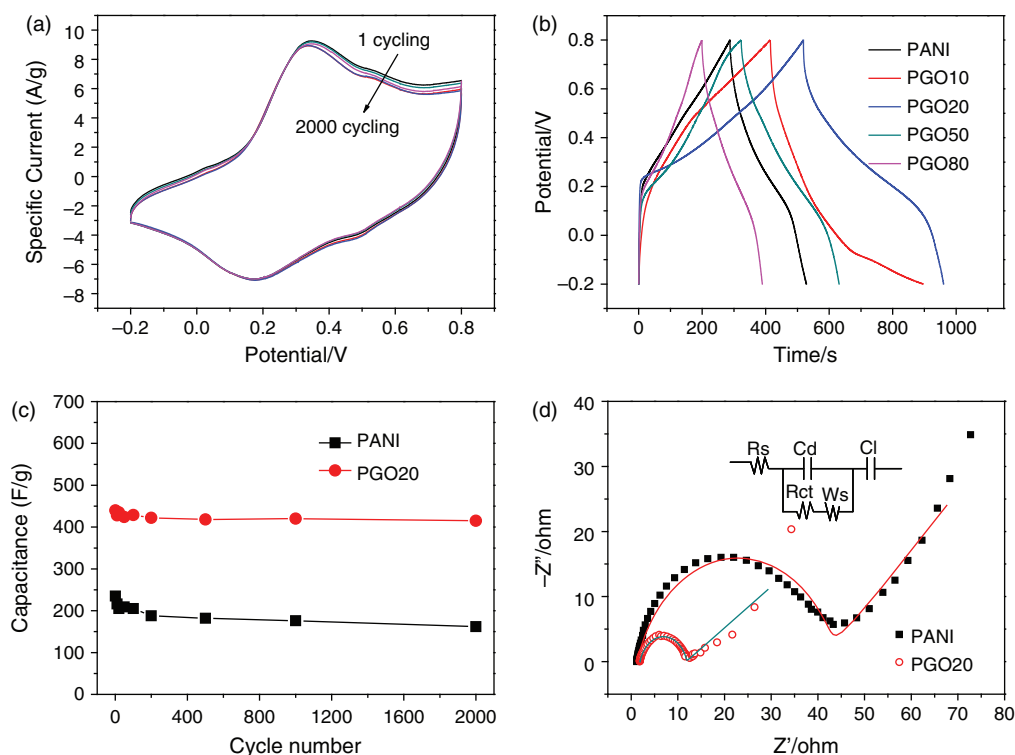 (a)
10
8
6
4
2
0
−2
−4
−6
−8
Specific Current (A/g)
1 cycling
2000 cycling
−0.2 0.0 0.2 0.4 0.6 0.8
Potential/V
(b)
0.8
0.6
0.4
0.2
0.0
−0.2
Potential/V
PANI
PGO10
PGO20
PGO50
PGO80
0 200 400 600 800 1000
Time/s
(c)
700
600
500
400
300
200
100
0
Capacitance (F/g)
PANI
PGO20
0 400 800 1200 1600 2000
Cycle number
(d)
40
30
20
10
0
−Z''/ohm
Rs Cd Cl
Rct Ws
PANI
PGO20
0 10 20 30 40 50 60 70 80
Z'/ohm